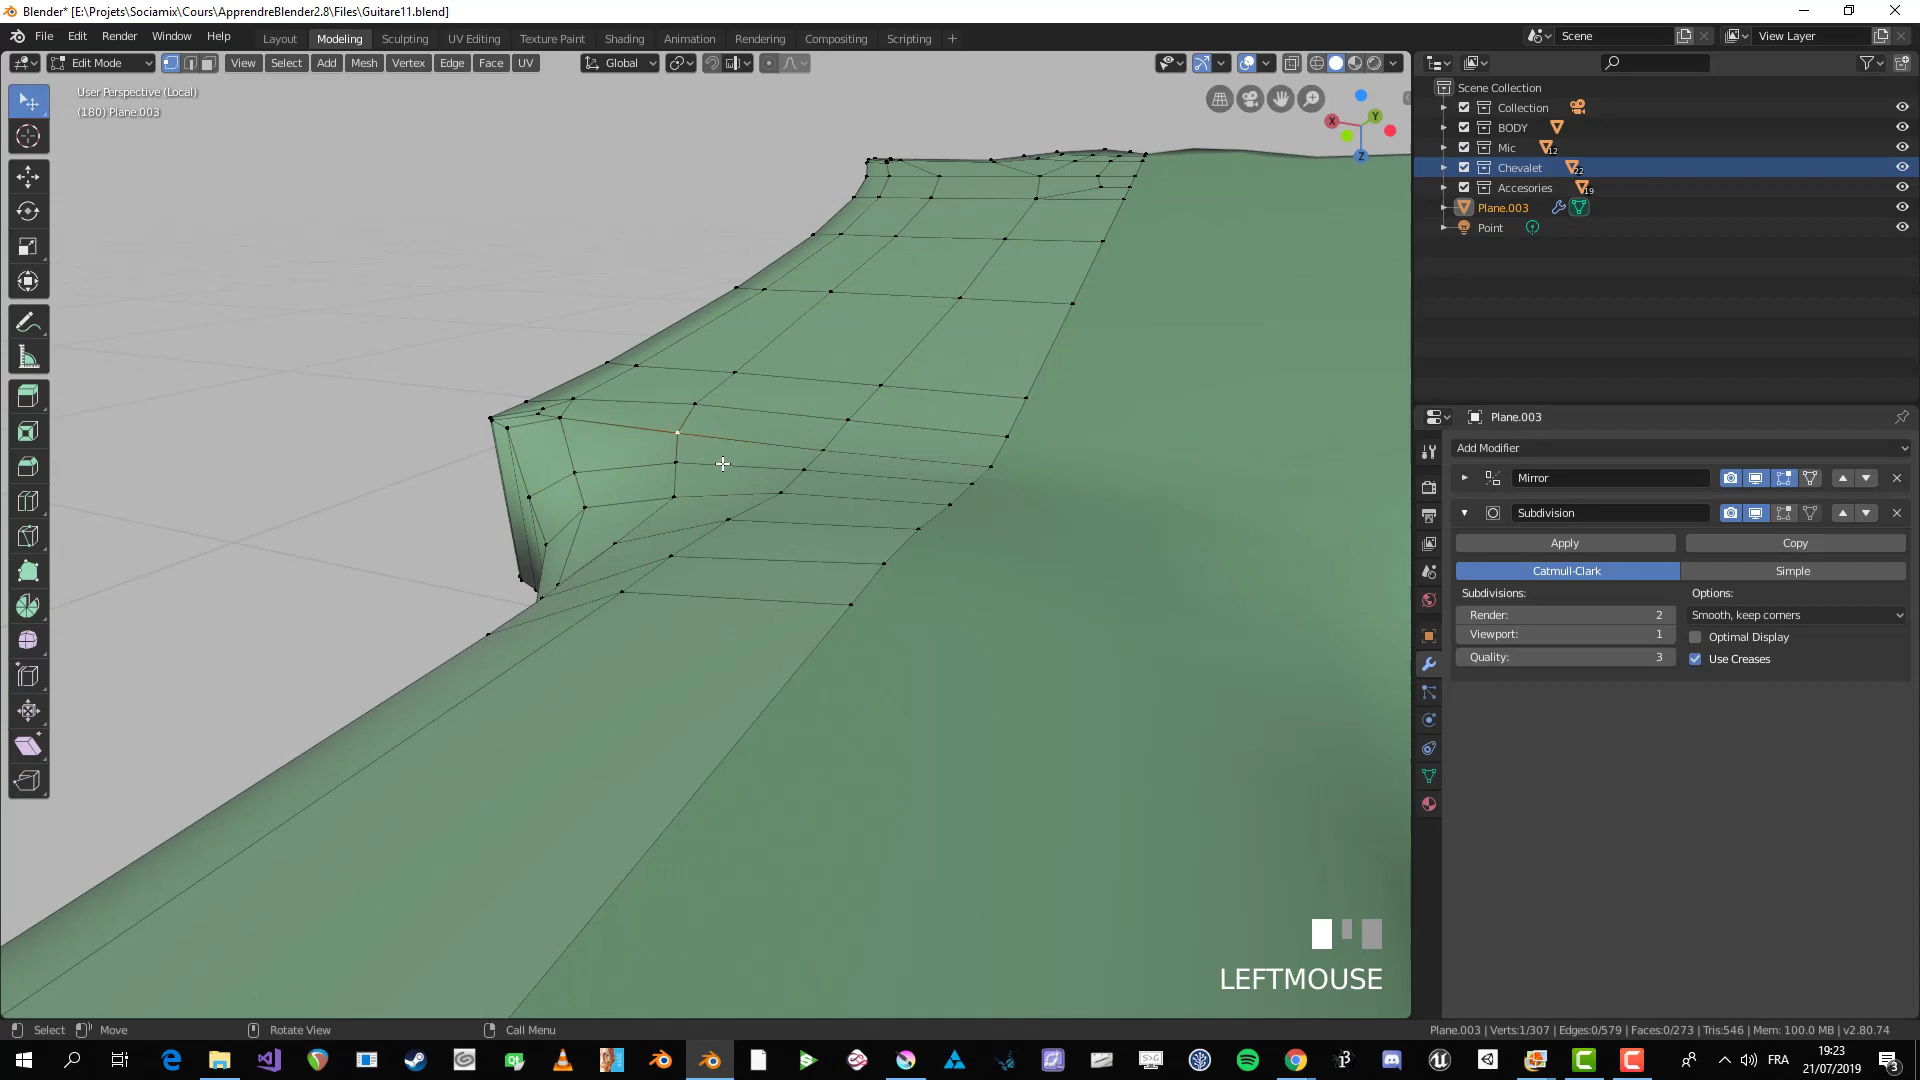 Blender* [E:\Projets\Sociamix\Cours\ApprendreBlender2.8\Files\Guitare11.blend]
File Edit Render Window Help Layout Modeling Sculpting UV Editing Texture Paint Shading Animation Rendering Compositing Scripting + Scene View Layer
Edit Mode View Select Add Mesh Vertex Edge Face UV Global
User Perspective (Local)
(180) Plane.003
X Y Z
Scene Collection
Collection
BODY
Mic 12
Chevalet 22
Accesories 19
Plane.003
Point
Plane.003
Add Modifier
Mirror
Subdivision
Apply Copy
Catmull-Clark Simple
Subdivisions: Options:
Render: 2 Smooth, keep corners
Viewport: 1 Optimal Display
Quality: 3 Use Creases
LEFTMOUSE
Select Move Rotate View Call Menu Plane.003 | Verts:1/307 | Edges:0/579 | Faces:0/273 | Tris:546 | Mem: 100.0 MB | v2.80.74
FRA 19:23
21/07/2019
3